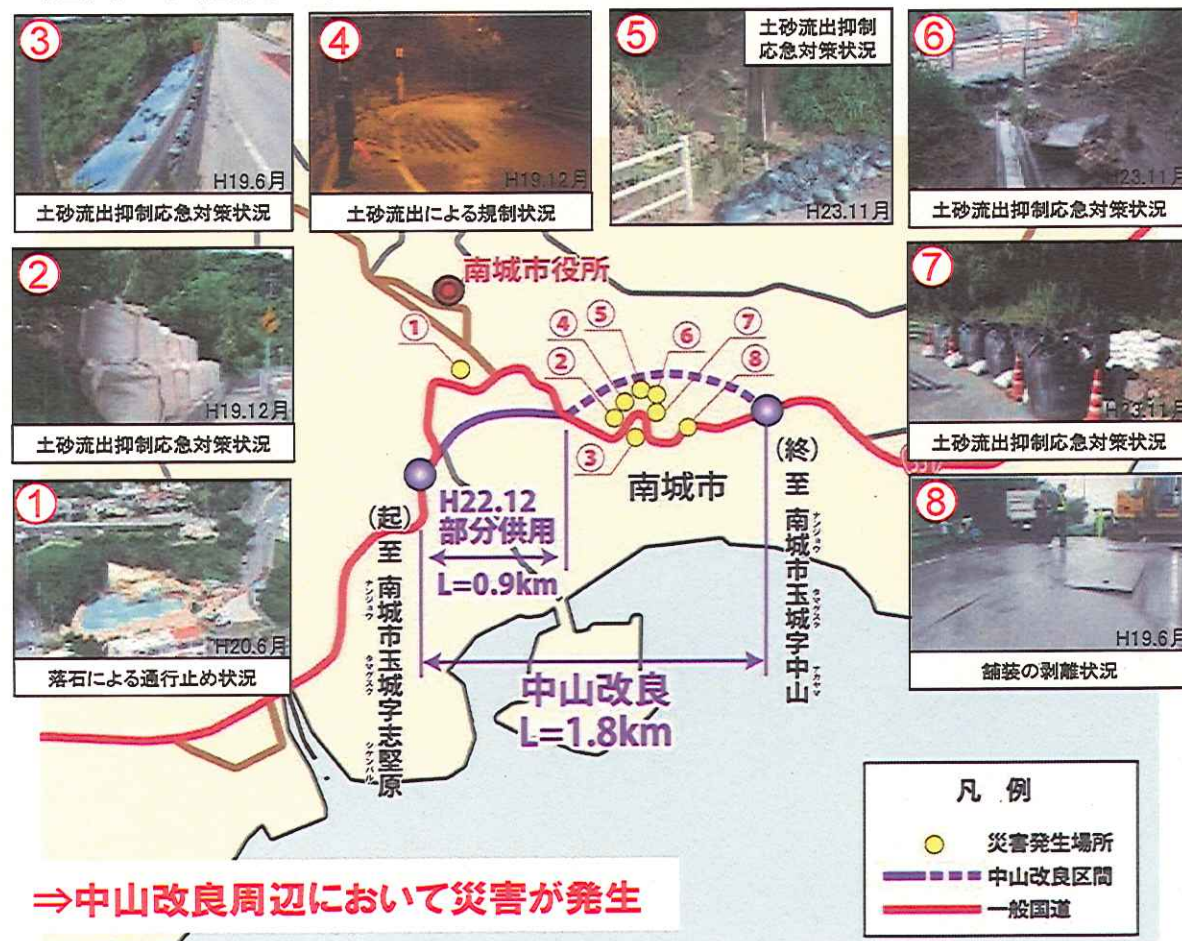 ③
H19.6月
土砂流出抑制応急対策状況
④
H19.12月
土砂流出による規制状況
⑤
土砂流出抑制
応急対策状況
H23.11月
⑥
H23.11月
土砂流出抑制応急対策状況
②
H19.12月
土砂流出抑制応急対策状況
⑦
H23.11月
土砂流出抑制応急対策状況
①
H20.6月
落石による通行止め状況
⑧
H19.6月
舗装の剥離状況
南城市役所
①
②
④
⑤
⑥
⑦
⑧
③
南城市
H22.12
部分供用
L=0.9km
(起)至 南城市玉城字志堅原
ナンジョウ タマグスク シケンバル
(終)至 南城市玉城字中山
ナンジョウ タマグスク ナカヤマ
中山改良
L=1.8km
凡 例
災害発生場所
中山改良区間
一般国道
⇒中山改良周辺において災害が発生